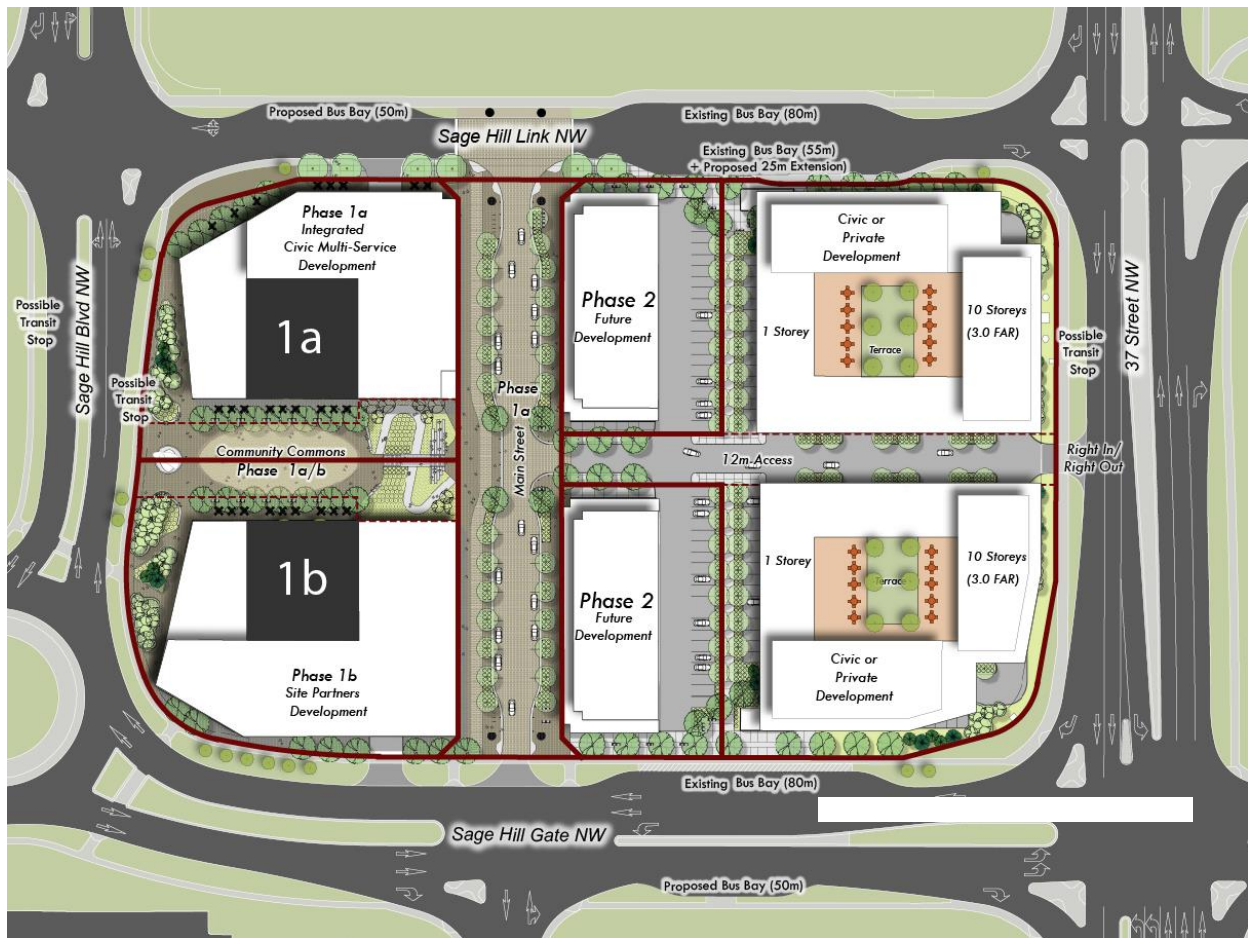 Proposed Bus Bay (50m)
Existing Bus Bay (80m)
Sage Hill Link NW
Existing Bus Bay (55m)
+ Proposed 25m Extension)
Phase 1a
Integrated
Civic Multi-Service
Development
1a
Phase 2
Future
Development
Civic or
Private
Development
1 Storey
Terrace
10 Storeys
(3.0 FAR)
Possible
Transit
Stop
Sage Hill Blvd NW
Possible
Transit
Stop
Possible
Transit
Stop
37 Street NW
Phase
1a
Main Street
Community Commons
Phase 1a/b
12m Access
Right In/
Right Out
1b
Phase 1b
Site Partners
Development
Phase 2
Future
Development
1 Storey
Terrace
10 Storeys
(3.0 FAR)
Civic or
Private
Development
Existing Bus Bay (80m)
Sage Hill Gate NW
Proposed Bus Bay (50m)